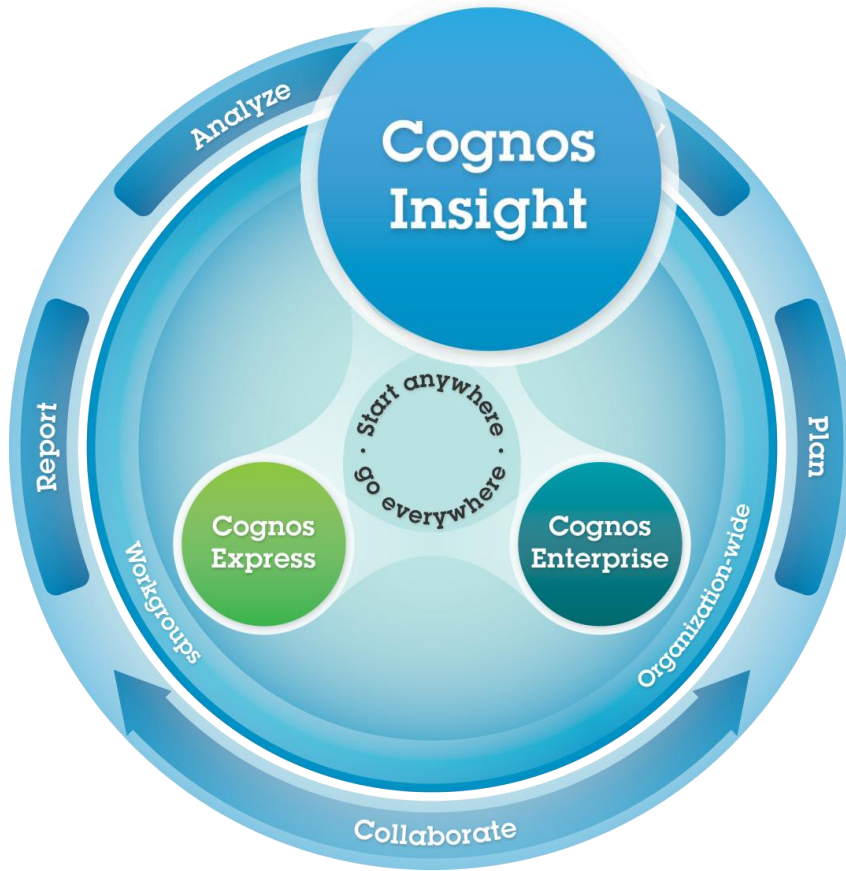 Analyze
Cognos
Insight
Report
Plan
Start anywhere
go everywhere
Cognos
Express
Cognos
Enterprise
Workgroups
Organization-wide
Collaborate